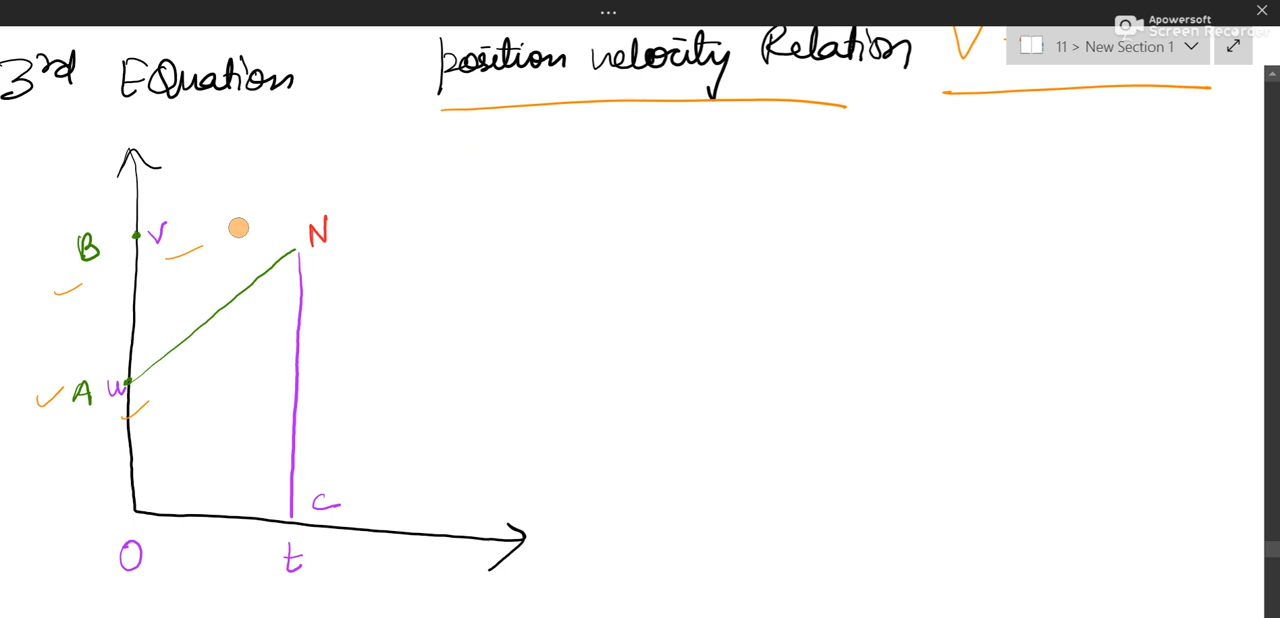 Apowersoft
Screen Recorder
11 > New Section 1
3rd Equation position velocity Relation V
B V N
A u
C
O t